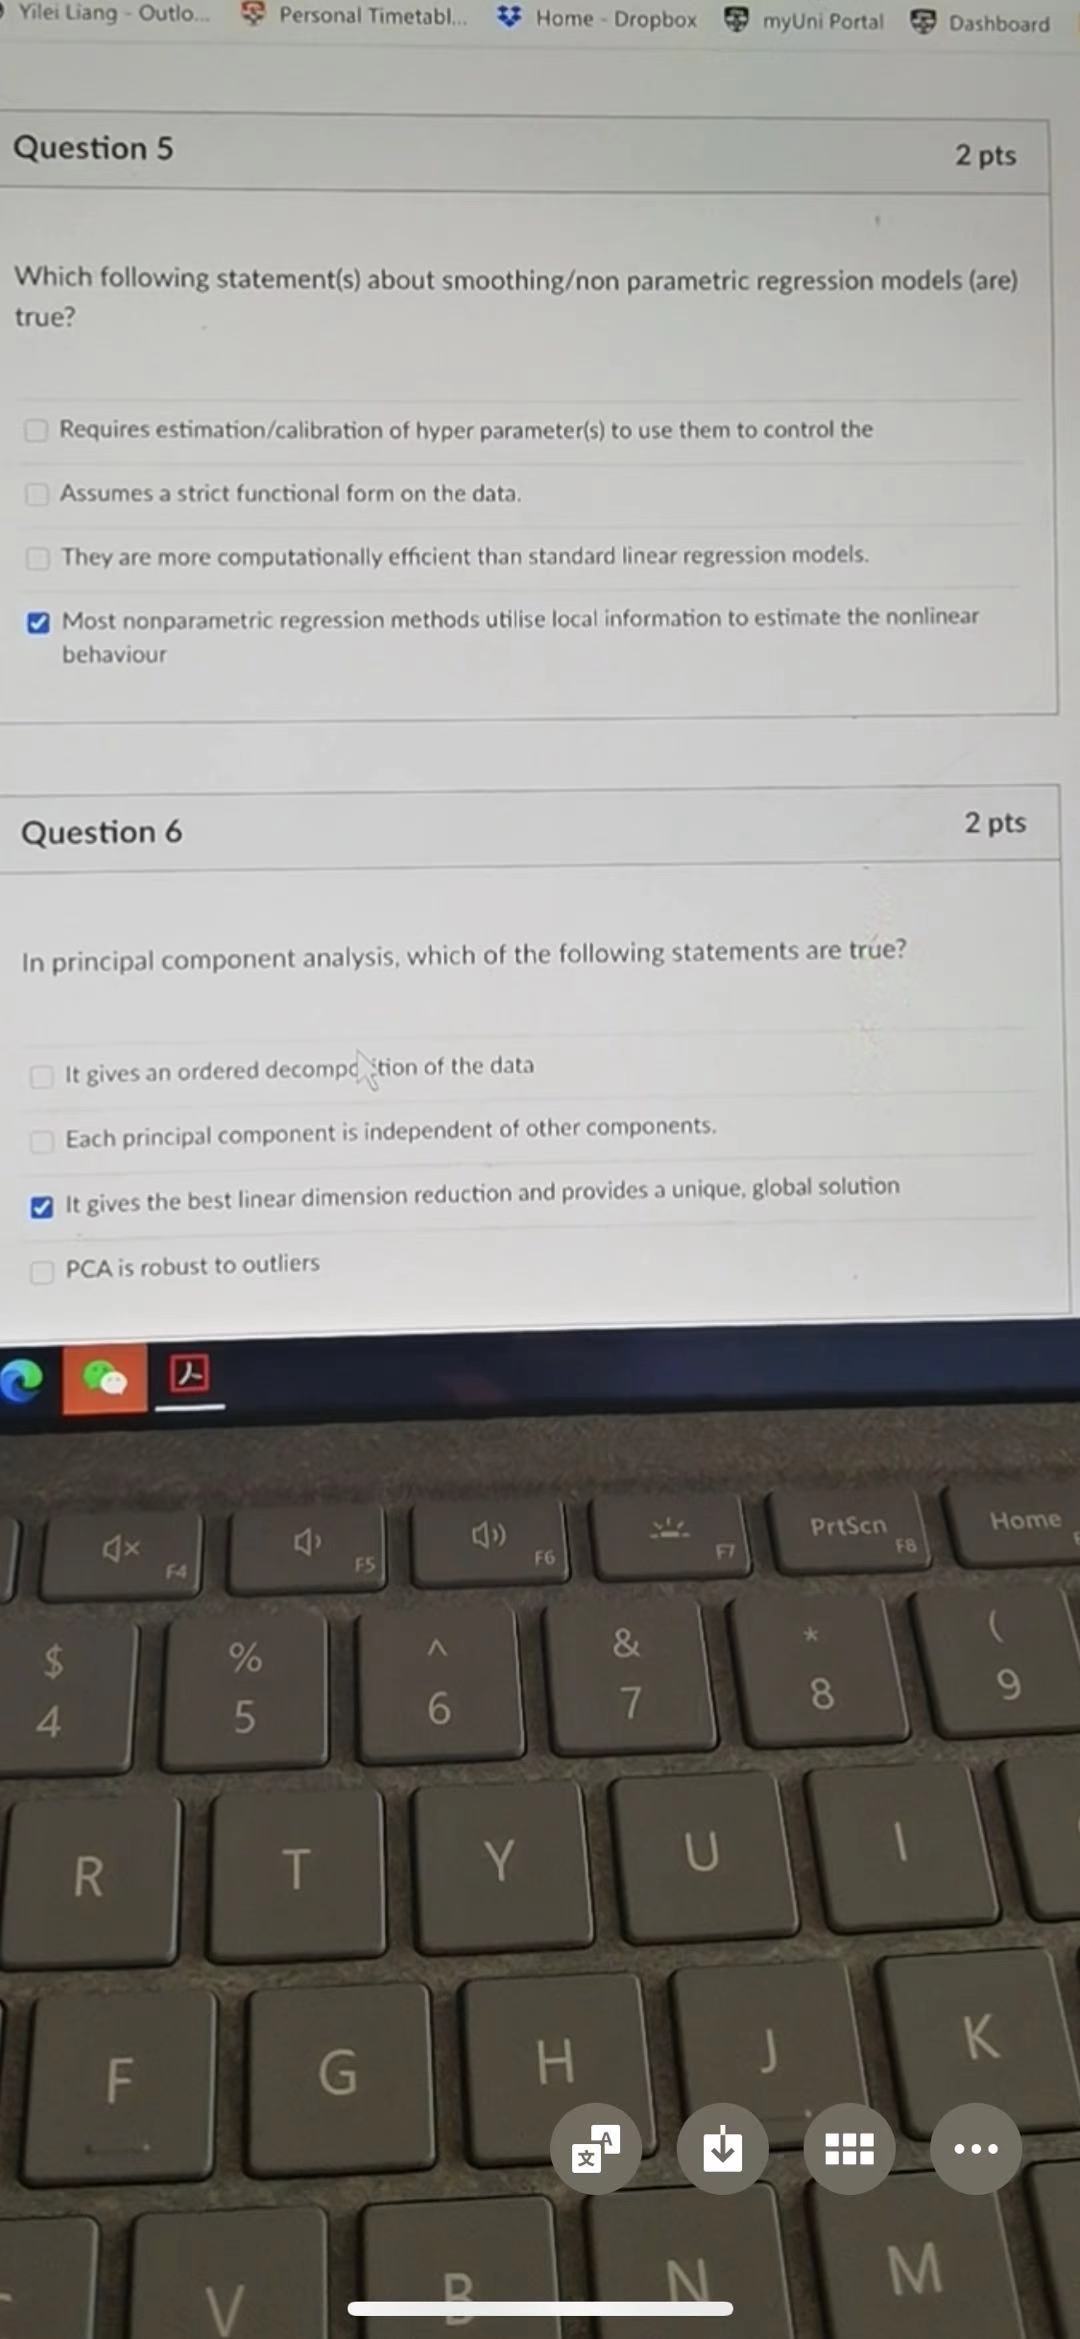 Yilei Liang - Outlo... Personal Timetabl... Home - Dropbox myUni Portal Dashboard
Question 5 2 pts
Which following statement(s) about smoothing/non parametric regression models (are)
true?
Requires estimation/calibration of hyper parameter(s) to use them to control the
Assumes a strict functional form on the data.
They are more computationally efficient than standard linear regression models.
Most nonparametric regression methods utilise local information to estimate the nonlinear
behaviour
Question 6 2 pts
In principal component analysis, which of the following statements are true?
It gives an ordered of the data
Each principal component is independent of other components.
It gives the best linear dimension reduction and provides a unique, global solution
PCA is robust to outliers
F4 F5 F6 F7 PrtScn F8 Home
$ % ^ & * (
4 5 6 7 8 9
R T Y U I
F G H J K
文 A
V B N M